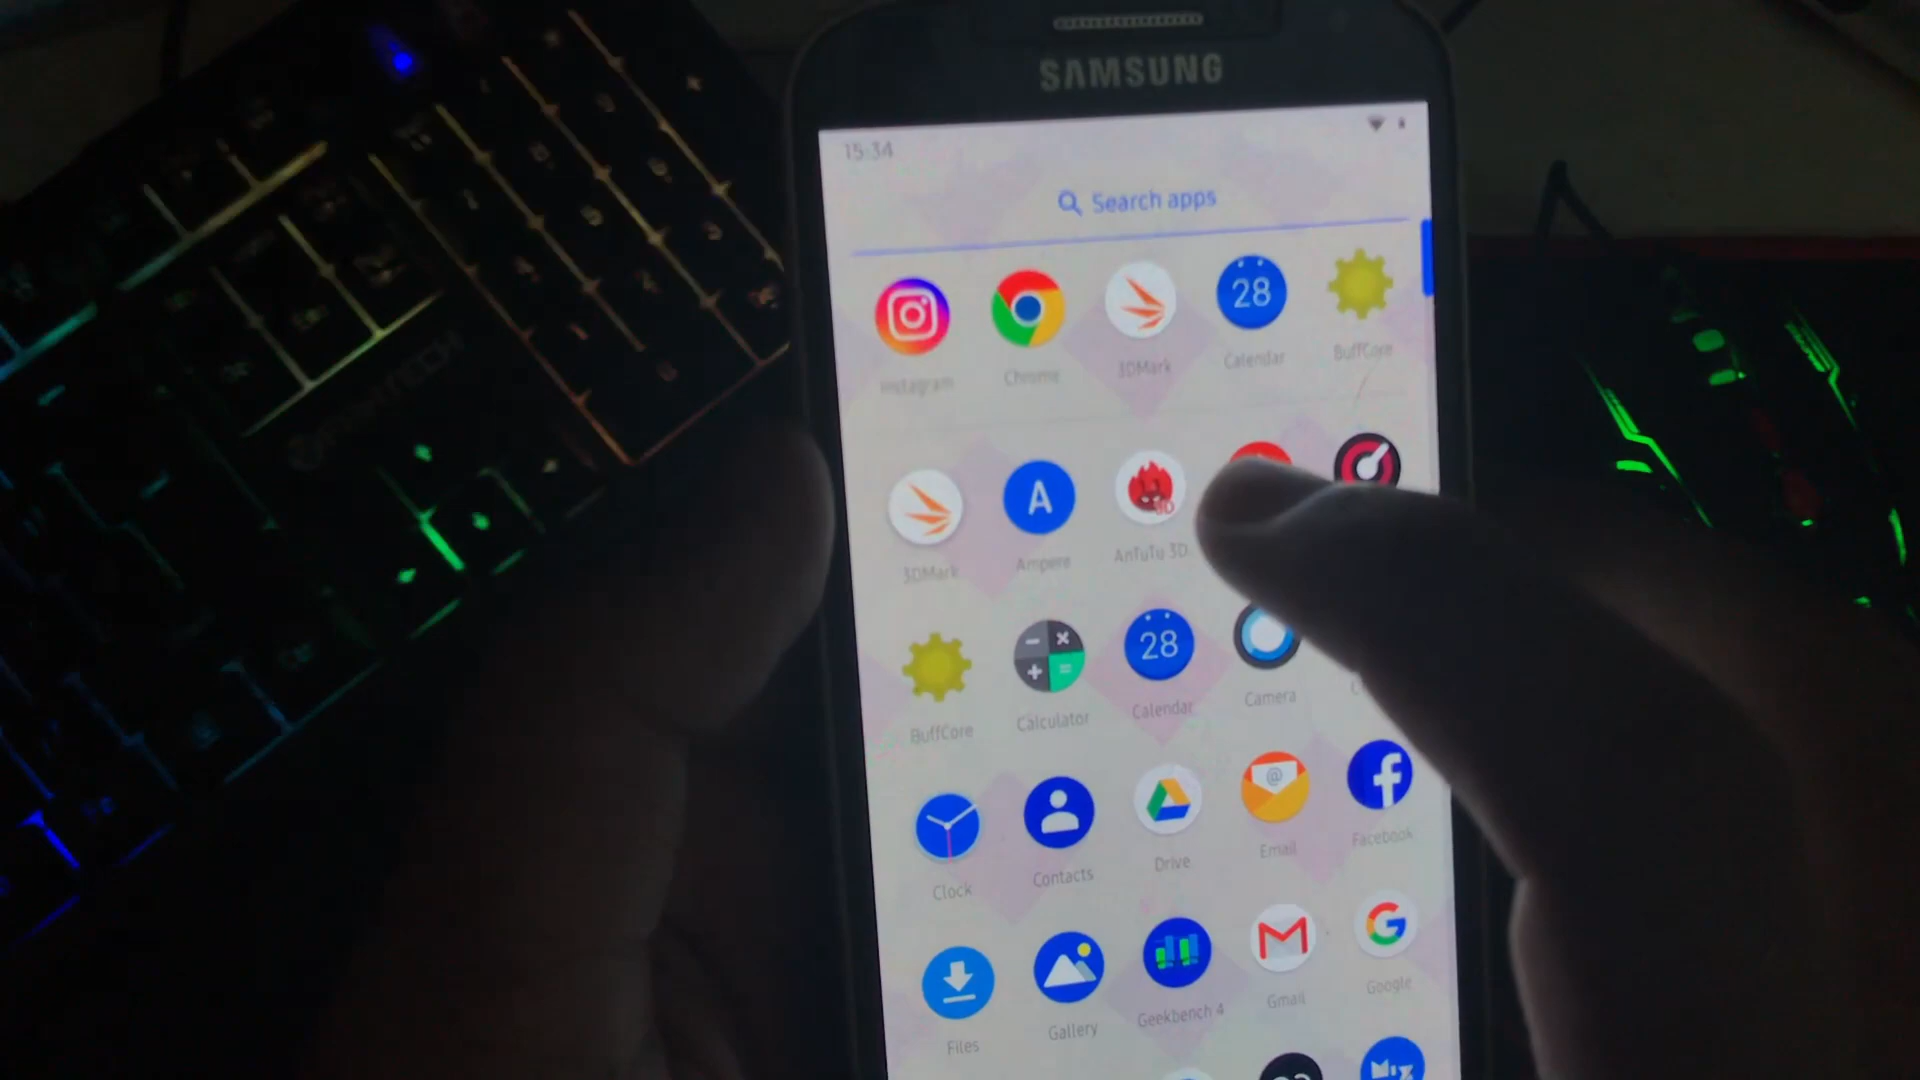 SAMSUNG
15:34
Search apps
28
Instagram
Chrome
3DMark
Calendar
BuffCore
A
3D
3DMark
Ampere
AnTuTu 3D
28
BuffCore
Calculator
Calendar
Camera
Clock
Contacts
Drive
Email
Facebook
Files
Gallery
Geekbench 4
Gmail
Google